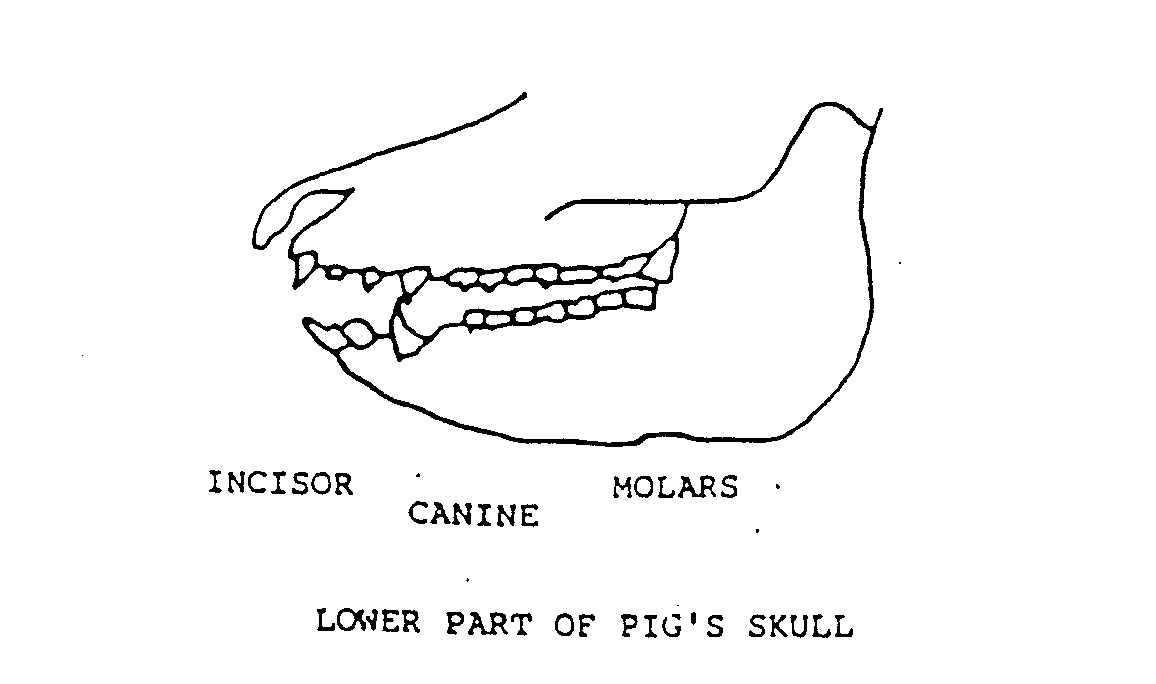 INCISOR
MOLARS
CANINE
LOWER PART OF PIG'S SKULL